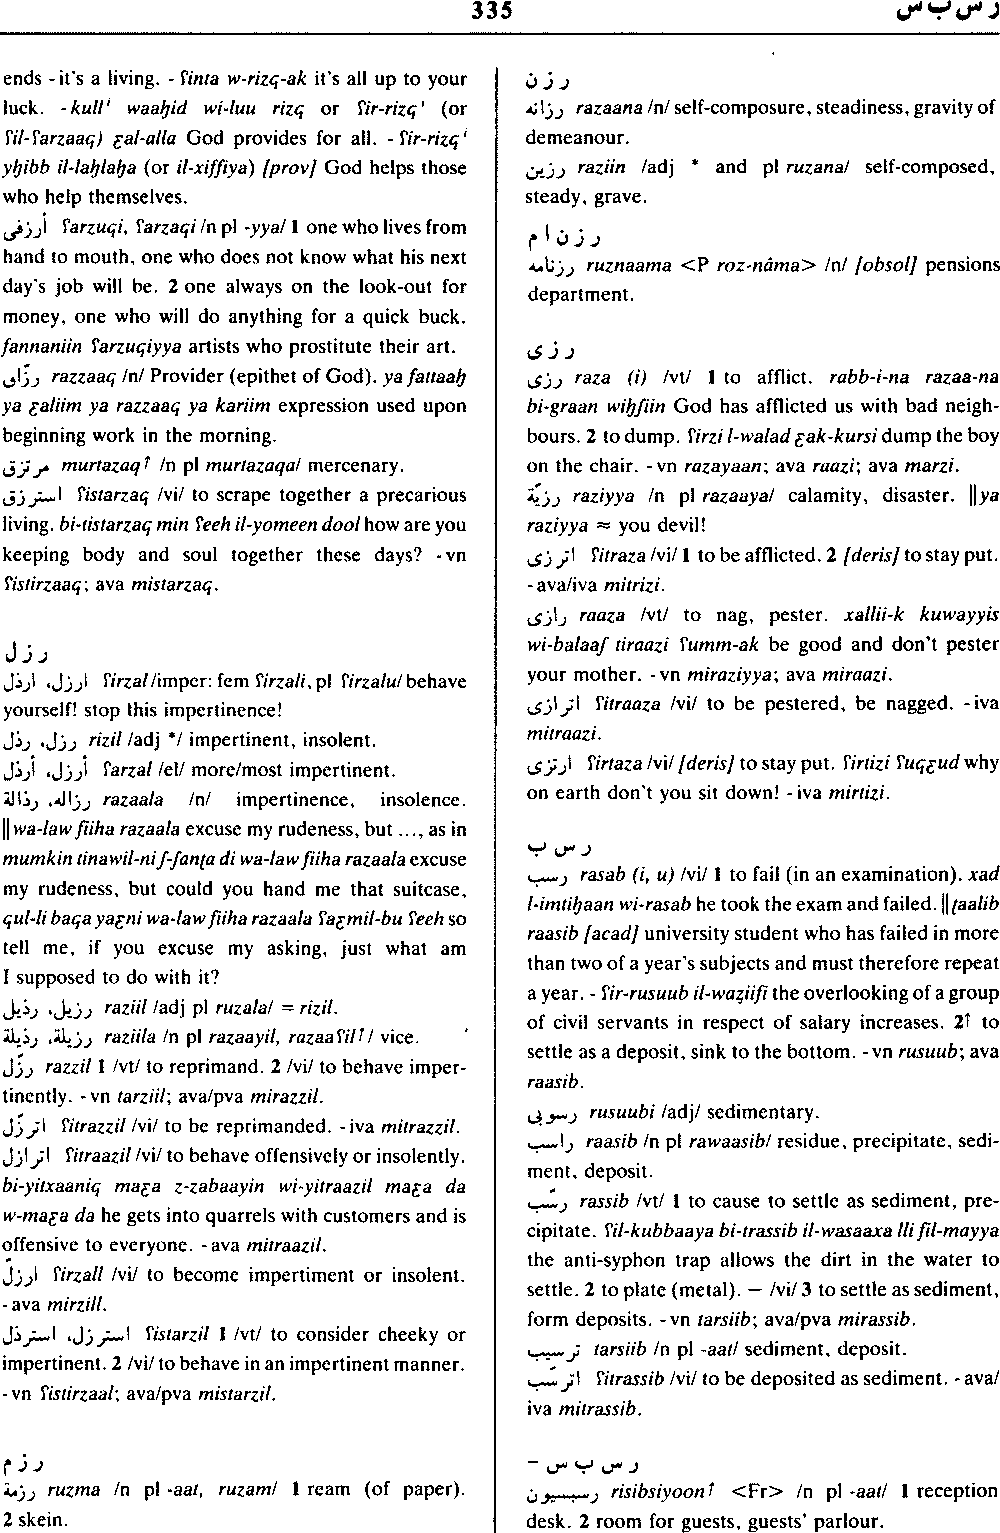 335
ر س ب س
ends - it's a living. - ʕinta w-rizq-ak it's all up to your
luck. - kullⁱ waaḥid wi-luu rizq or ʕir-rizqⁱ (or
ʕil-ʕarzaaq) ƹal-alla God provides for all. - ʕir-rizqⁱ
yḥibb il-laḥlaḥa (or il-xiffiya) [prov] God helps those
who help themselves.
أرزقى ʕarzuqi, ʕarzaqi /n pl -yya/ 1 one who lives from
hand to mouth, one who does not know what his next
day's job will be. 2 one always on the look-out for
money, one who will do anything for a quick buck.
fannaniin ʕarzuqiyya artists who prostitute their art.
رزّاق razzaaq /n/ Provider (epithet of God). ya fattaaḥ
ya ƹaliim ya razzaaq ya kariim expression used upon
beginning work in the morning.
مرتزق murtazaq↑ /n pl murtazaqa/ mercenary.
استرزق ʕistarzaq /vi/ to scrape together a precarious
living. bi-tistarzaq min ʕeeh il-yomeen dool how are you
keeping body and soul together these days? - vn
ʕistirzaaq; ava mistarzaq.
ر ز ل
ارزل، ارذل ʕirzal /imper: fem ʕirzali, pl ʕirzalu/ behave
yourself! stop this impertinence!
رزل، رذل rizil /adj */ impertinent, insolent.
أرزل، أرذل ʕarzal /el/ more/most impertinent.
رزاله، رذالة razaala /n/ impertinence, insolence.
‖ wa-law fiiha razaala excuse my rudeness, but ..., as in
mumkin tinawil-ni ʃ-ʃanṭa di wa-law fiiha razaala excuse
my rudeness, but could you hand me that suitcase,
qul-li baqa yaƹni wa-law fiiha razaala ʕaƹmil-bu ʕeeh so
tell me, if you excuse my asking, just what am
I supposed to do with it?
رزيل، رذيل raziil /adj pl ruzala/ = rizil.
رزيلة، رذيلة raziila /n pl razaayil, razaaʕil↑/ vice.
رزّل razzil 1 /vt/ to reprimand. 2 /vi/ to behave imper-
tinently. - vn tarziil; ava/pva mirazzil.
اترزّل ʕitrazzil /vi/ to be reprimanded. - iva mitrazzil.
اترازل ʕitraazil /vi/ to behave offensively or insolently.
bi-yitxaaniq maƹa z-zabaayin wi-yitraazil maƹa da
w-maƹa da he gets into quarrels with customers and is
offensive to everyone. - ava mitraazil.
ارزلّ ʕirzall /vi/ to become impertiment or insolent.
- ava mirzill.
استرزل، استرذل ʕistarzil 1 /vt/ to consider cheeky or
impertinent. 2 /vi/ to behave in an impertinent manner.
- vn ʕistirzaal; ava/pva mistarzil.
ر ز م
رزمة ruzma /n pl -aat, ruzam/ 1 ream (of paper).
2 skein.
ر ز ن
رزانه razaana /n/ self-composure, steadiness, gravity of
demeanour.
رزين raziin /adj * and pl ruzana/ self-composed,
steady, grave.
ر ز ن ا م
رزنامه ruznaama <P roz-nâma> /n/ [obsol] pensions
department.
ر ز ى
رزى raza (i) /vt/ 1 to afflict. rabb-i-na razaa-na
bi-graan wiḥʃiin God has afflicted us with bad neigh-
bours. 2 to dump. ʕirzi l-walad ƹak-kursi dump the boy
on the chair. - vn razayaan; ava raazi; ava marzi.
رزيّة raziyya /n pl razaaya/ calamity, disaster. ‖ ya
raziyya ≈ you devil!
اترزى ʕitraza /vi/ 1 to be afflicted. 2 [deris] to stay put.
- ava/iva mitrizi.
رازى raaza /vt/ to nag, pester. xallii-k kuwayyis
wi-balaaʃ tiraazi ʕumm-ak be good and don't pester
your mother. - vn miraziyya; ava miraazi.
اترازى ʕitraaza /vi/ to be pestered, be nagged. - iva
mitraazi.
ارتزى ʕirtaza /vi/ [deris] to stay put. ʕirtizi ʕuqƹud why
on earth don't you sit down! - iva mirtizi.
ر س ب
رسب rasab (i, u) /vi/ 1 to fail (in an examination). xad
l-imtiḥaan wi-rasab he took the exam and failed. ‖ ṭaalib
raasib [acad] university student who has failed in more
than two of a year's subjects and must therefore repeat
a year. - ʕir-rusuub il-waẓiifi the overlooking of a group
of civil servants in respect of salary increases. 2↑ to
settle as a deposit, sink to the bottom. - vn rusuub; ava
raasib.
رسوبى rusuubi /adj/ sedimentary.
راسب raasib /n pl rawaasib/ residue, precipitate, sedi-
ment, deposit.
رسّب rassib /vt/ 1 to cause to settle as sediment, pre-
cipitate. ʕil-kubbaaya bi-trassib il-wasaaxa lli fil-mayya
the anti-syphon trap allows the dirt in the water to
settle. 2 to plate (metal). — /vi/ 3 to settle as sediment,
form deposits. - vn tarsiib; ava/pva mirassib.
ترسيب tarsiib /n pl -aat/ sediment, deposit.
اترسّب ʕitrassib /vi/ to be deposited as sediment. - ava/
iva mitrassib.
ر س ب س –
رسبسيون risibsiyoon↑ <Fr> /n pl -aat/ 1 reception
desk. 2 room for guests, guests' parlour.